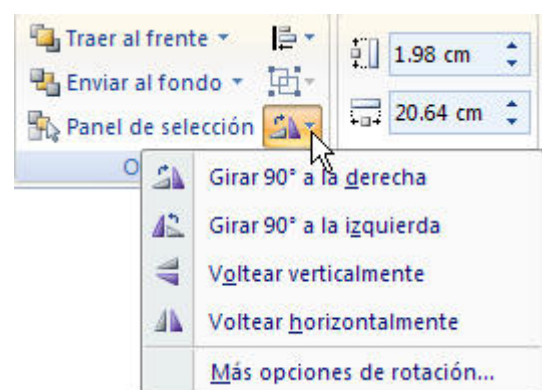 Traer al frente
1.98 cm
Enviar al fondo
20.64 cm
Panel de selección
O
Girar 90° a la derecha
Girar 90° a la izquierda
Voltear verticalmente
Voltear horizontalmente
Más opciones de rotación...